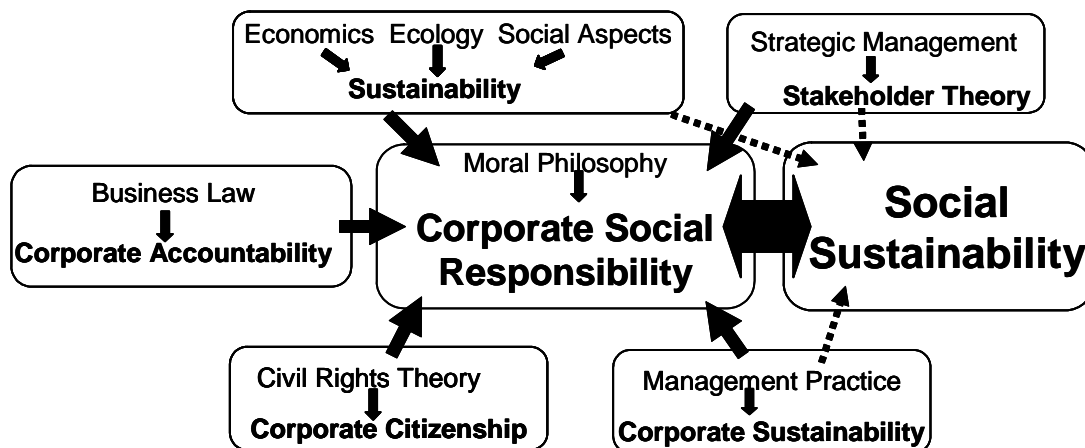 Economics Ecology Social Aspects
Sustainability
Strategic Management
Stakeholder Theory
Business Law
Corporate Accountability
Moral Philosophy
Corporate Social
Responsibility
Social
Sustainability
Civil Rights Theory
Corporate Citizenship
Management Practice
Corporate Sustainability